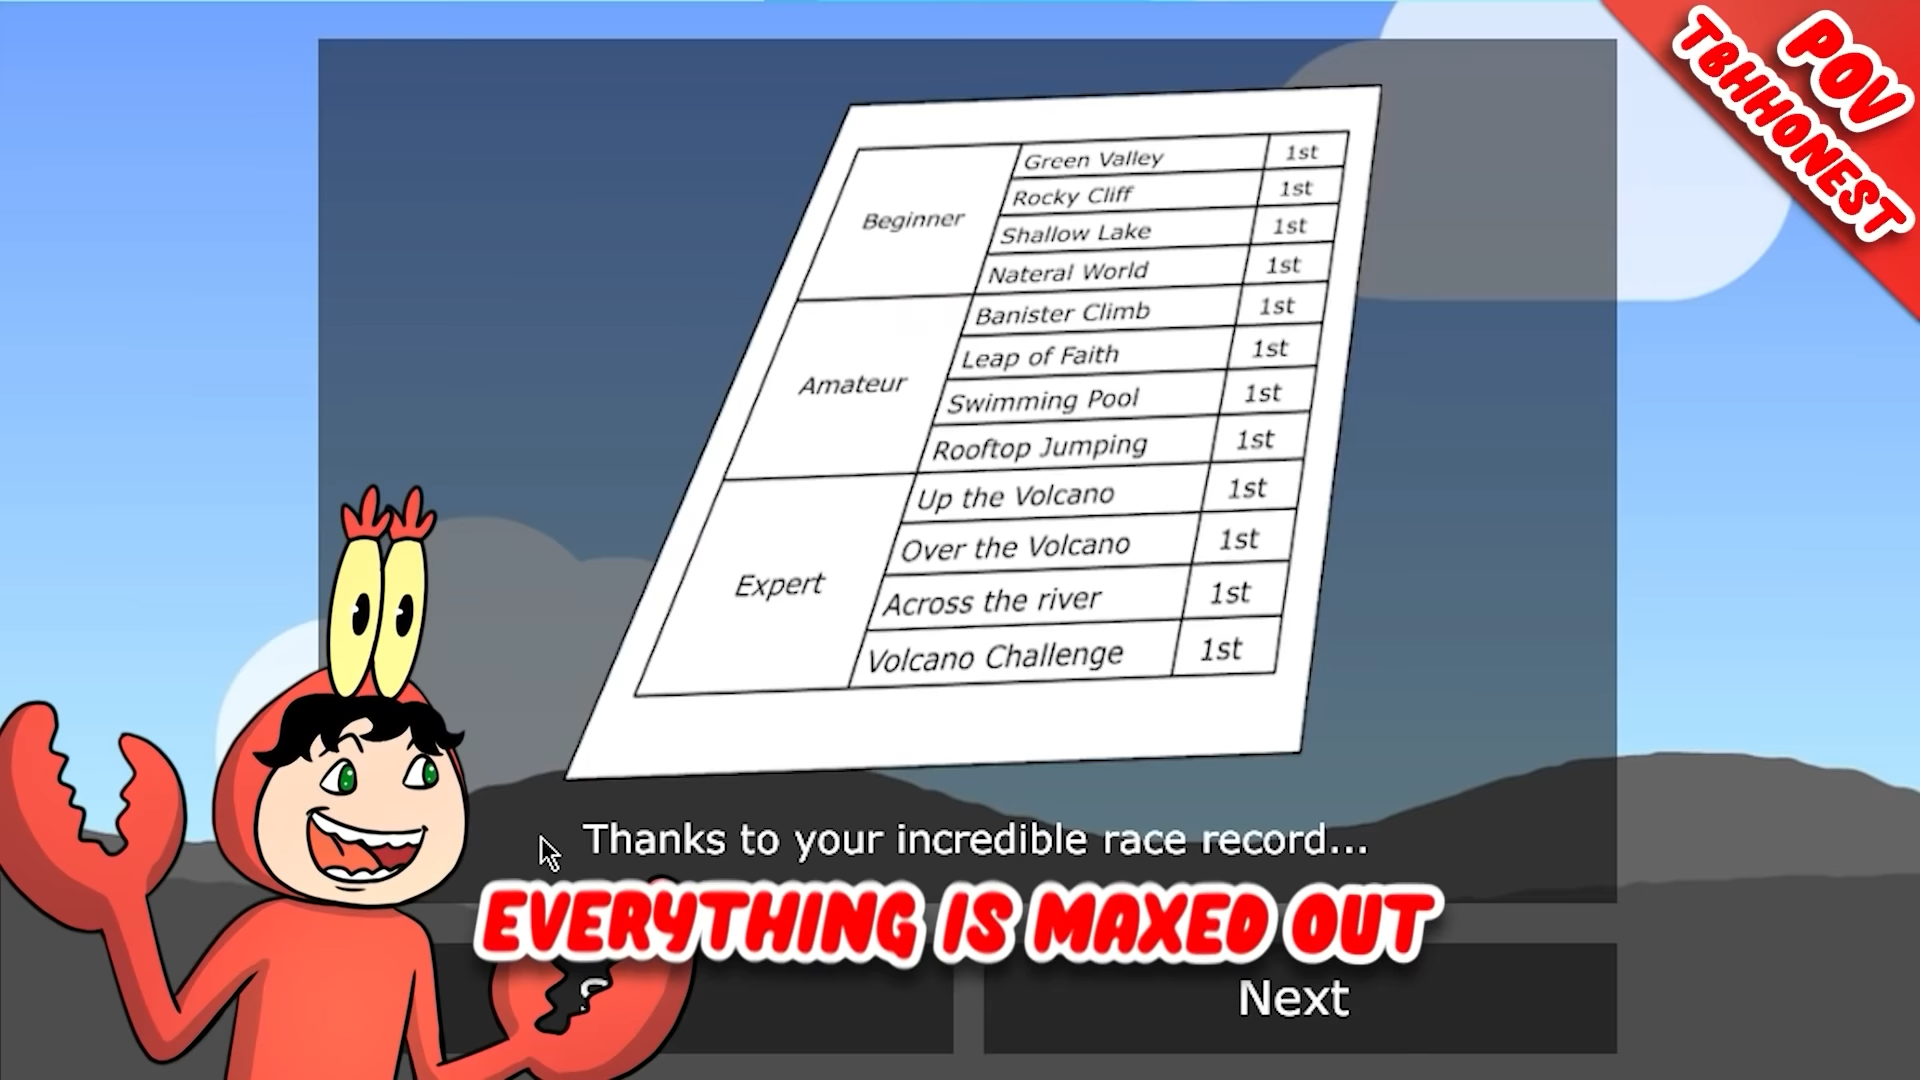 POV
TBHHONEST
Beginner
Green Valley 1st
Rocky Cliff 1st
Shallow Lake 1st
Nateral World 1st
Amateur
Banister Climb 1st
Leap of Faith 1st
Swimming Pool 1st
Rooftop Jumping 1st
Expert
Up the Volcano 1st
Over the Volcano 1st
Across the river 1st
Volcano Challenge 1st
Thanks to your incredible race record...
EVERYTHING IS MAXED OUT
Next